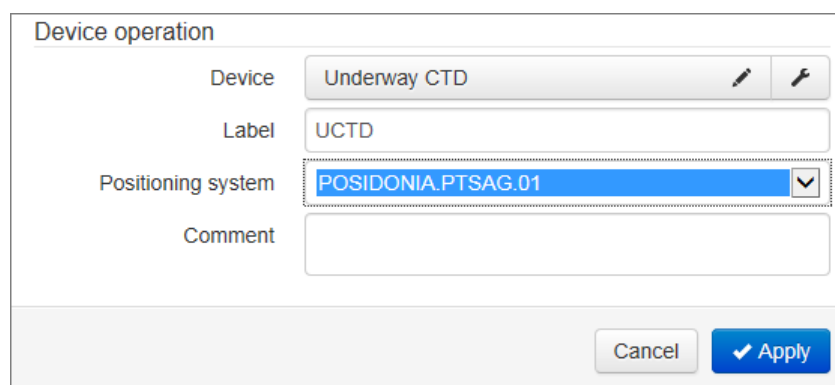 Device operation
Device Underway CTD
Label UCTD
Positioning system POSIDONIA.PTSAG.01
Comment
Cancel Apply